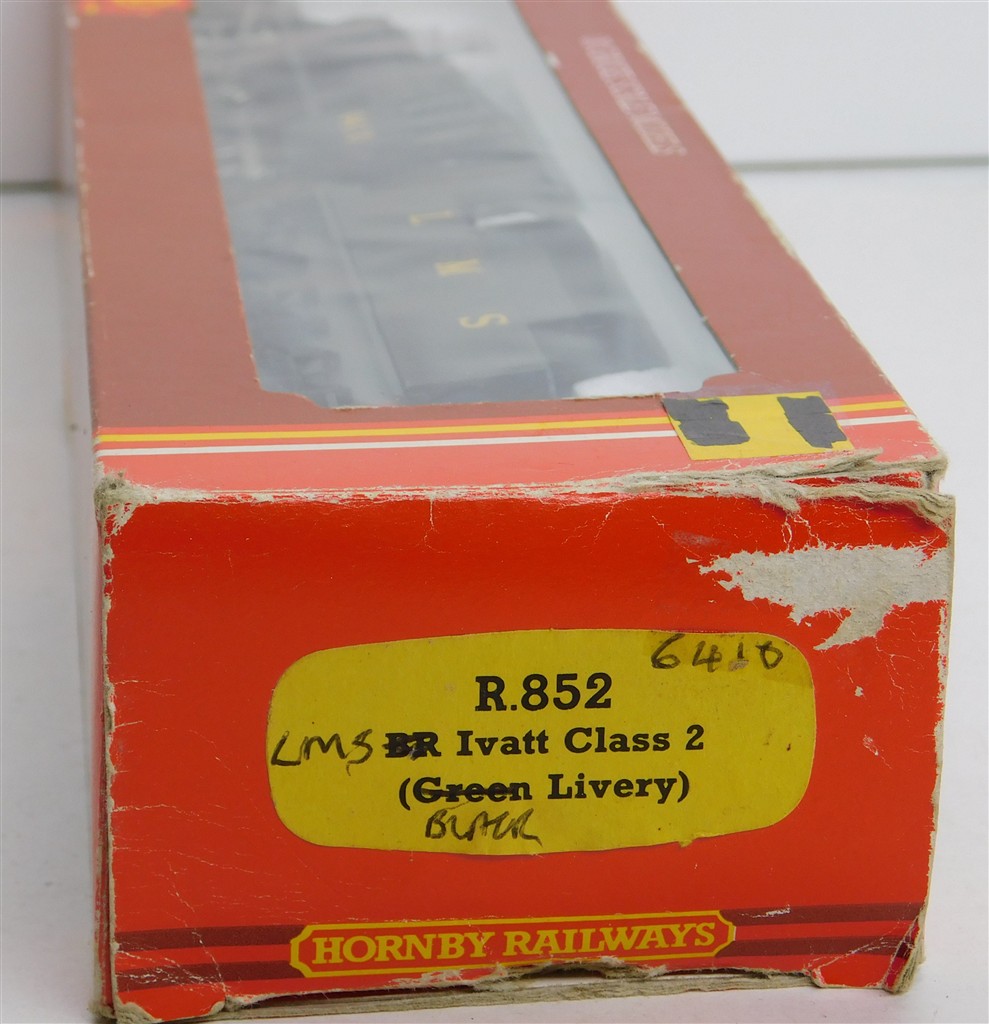 L
M
S
6410
R.852
LMS BR Ivatt Class 2
(Green Livery)
BLACK
HORNBY RAILWAYS